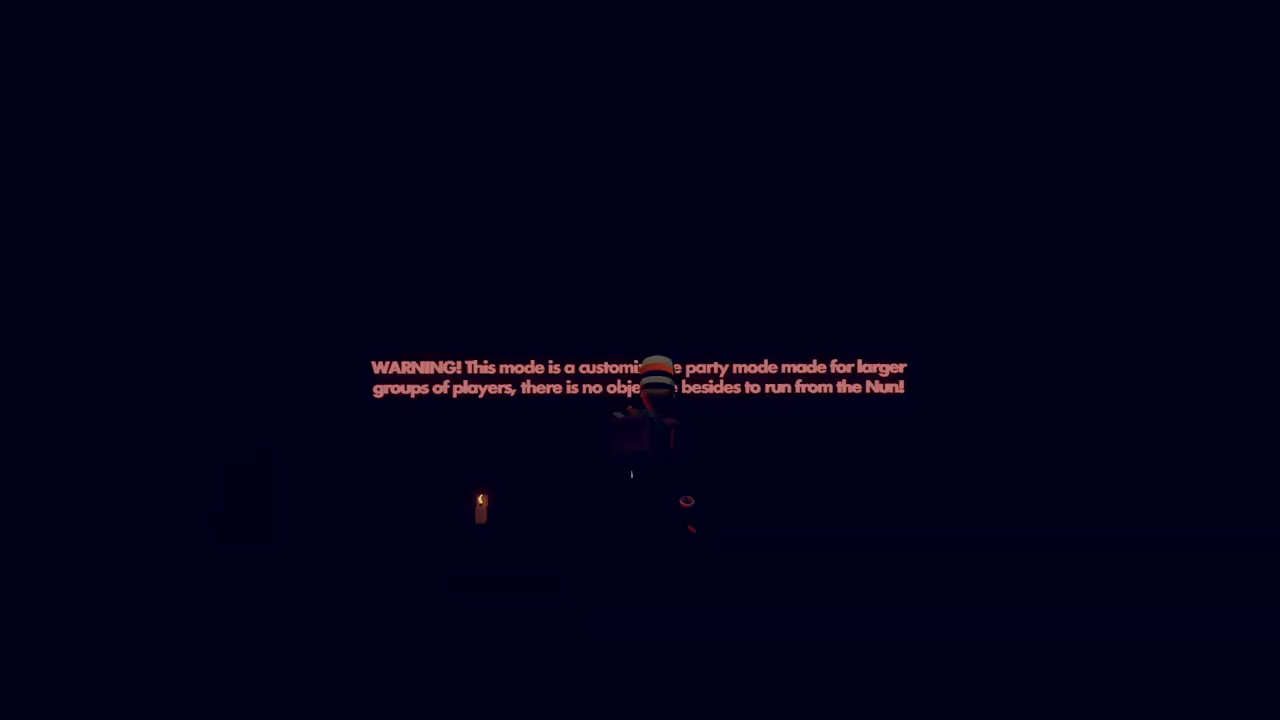 WARNING! This mode is a party mode made for larger
groups of players, there is no besides to run from the Nun!